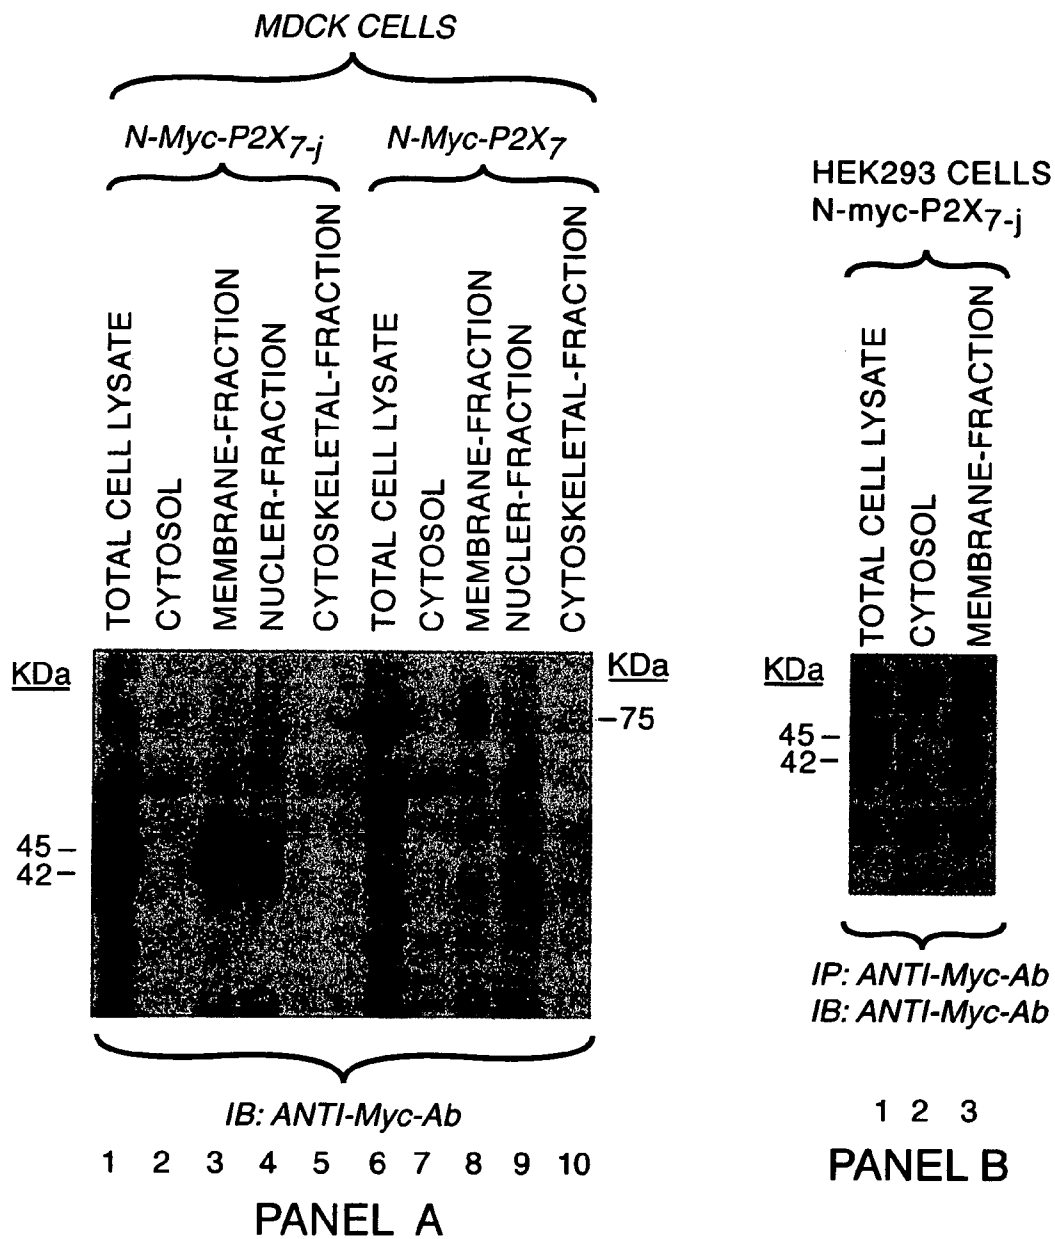 MDCK CELLS
N-Myc-P2X7-j
N-Myc-P2X7
TOTAL CELL LYSATE
CYTOSOL
MEMBRANE-FRACTION
NUCLER-FRACTION
CYTOSKELETAL-FRACTION
TOTAL CELL LYSATE
CYTOSOL
MEMBRANE-FRACTION
NUCLER-FRACTION
CYTOSKELETAL-FRACTION
KDa
KDa
75
45
42
IB: ANTI-Myc-Ab
1 2 3 4 5 6 7 8 9 10
PANEL A
HEK293 CELLS
N-myc-P2X7-j
TOTAL CELL LYSATE
CYTOSOL
MEMBRANE-FRACTION
KDa
45
42
IP: ANTI-Myc-Ab
IB: ANTI-Myc-Ab
1 2 3
PANEL B